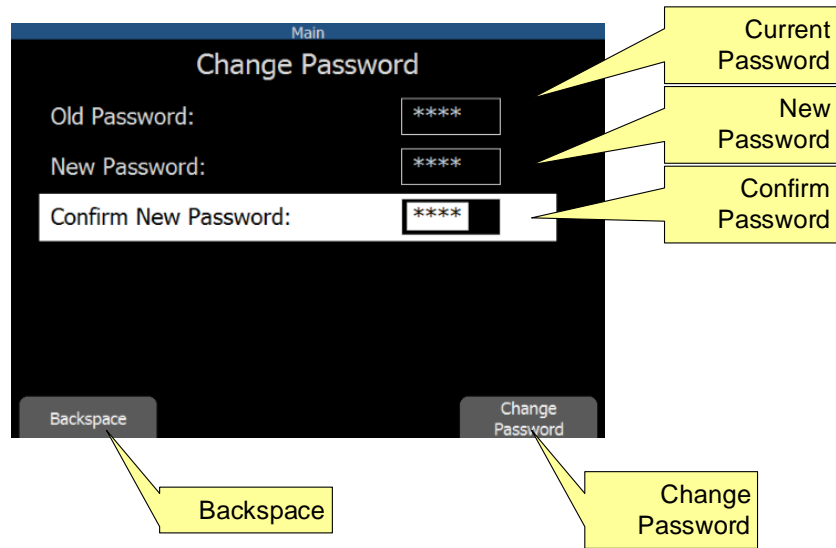 Main
Change Password
Current
Password
Old Password:
****
New
Password
New Password:
****
Confirm
Password
Confirm New Password:
****
Backspace
Change
Password
Backspace
Change
Password